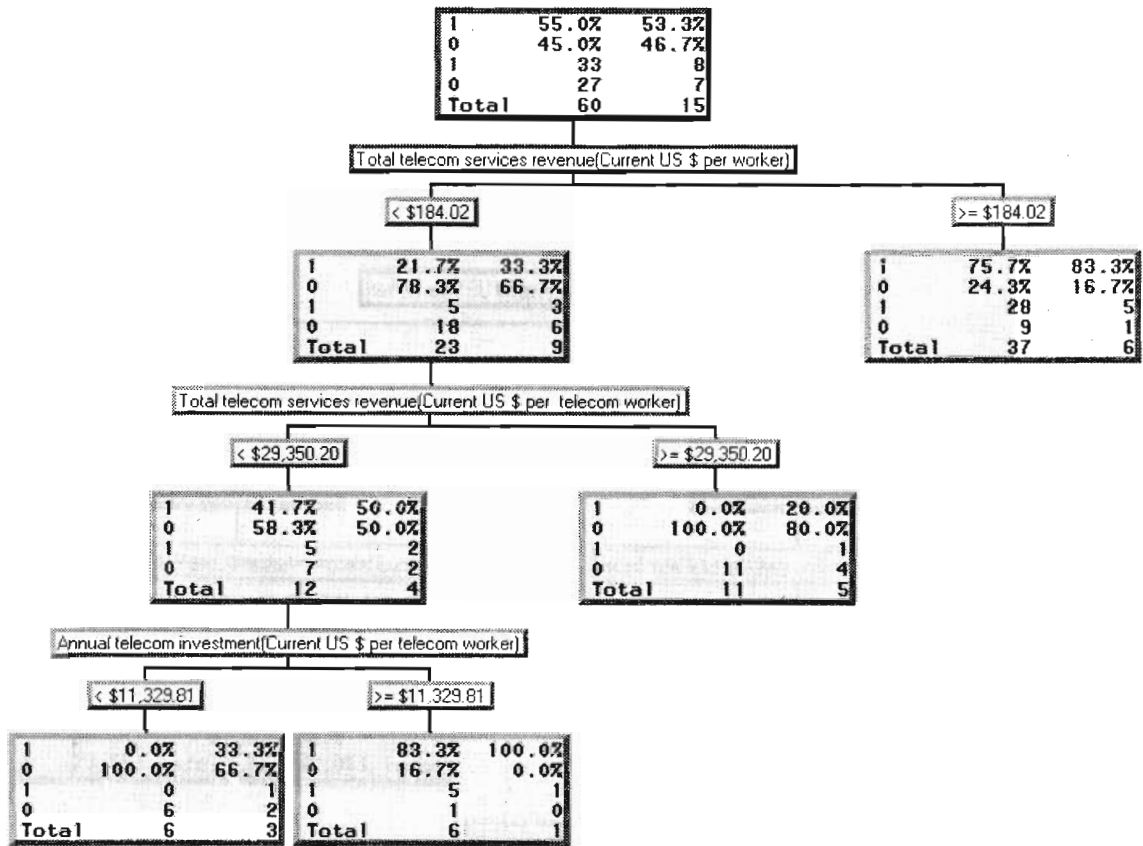 1 55.0% 53.3%
0 45.0% 46.7%
1 33 8
0 27 7
Total 60 15
Total telecom services revenue(Current US $ per worker)
< $184.02
>= $184.02
1 21.7% 33.3%
0 78.3% 66.7%
1 5 3
0 18 6
Total 23 9
1 75.7% 83.3%
0 24.3% 16.7%
1 28 5
0 9 1
Total 37 6
Total telecom services revenue(Current US $ per telecom worker)
< $29,350.20
>= $29,350.20
1 41.7% 50.0%
0 58.3% 50.0%
1 5 2
0 7 2
Total 12 4
1 0.0% 20.0%
0 100.0% 80.0%
1 0 1
0 11 4
Total 11 5
Annual telecom investment(Current US $ per telecom worker)
< $11,329.81
>= $11,329.81
1 0.0% 33.3%
0 100.0% 66.7%
1 0 1
0 6 2
Total 6 3
1 83.3% 100.0%
0 16.7% 0.0%
1 5 1
0 1 0
Total 6 1